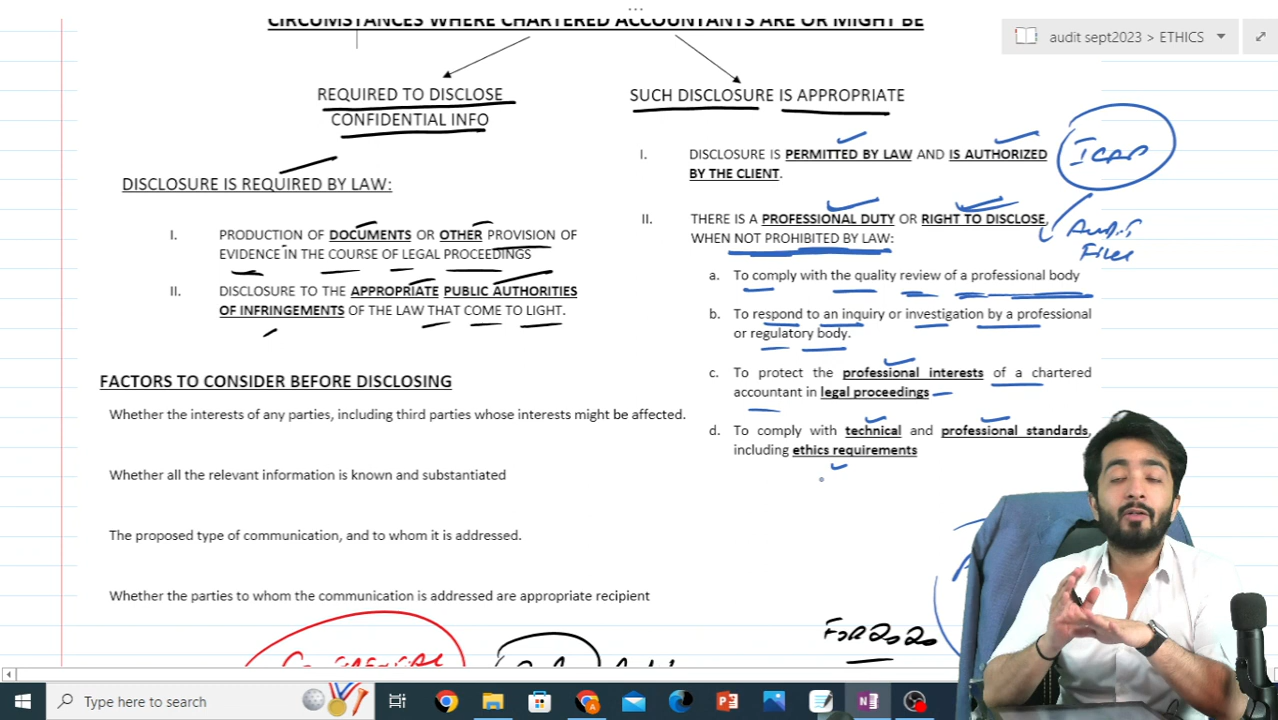 CIRCUMSTANCES WHERE CHARTERED ACCOUNTANTS ARE OR MIGHT BE
audit sept2023 > ETHICS
REQUIRED TO DISCLOSE
CONFIDENTIAL INFO
DISCLOSURE IS REQUIRED BY LAW:
I. PRODUCTION OF DOCUMENTS OR OTHER PROVISION OF
EVIDENCE IN THE COURSE OF LEGAL PROCEEDINGS
II. DISCLOSURE TO THE APPROPRIATE PUBLIC AUTHORITIES
OF INFRINGEMENTS OF THE LAW THAT COME TO LIGHT.
SUCH DISCLOSURE IS APPROPRIATE
I. DISCLOSURE IS PERMITTED BY LAW AND IS AUTHORIZED
BY THE CLIENT.
ICAP
II. THERE IS A PROFESSIONAL DUTY OR RIGHT TO DISCLOSE,
WHEN NOT PROHIBITED BY LAW:
Audit
Files
a. To comply with the quality review of a professional body
b. To respond to an inquiry or investigation by a professional
or regulatory body.
c. To protect the professional interests of a chartered
accountant in legal proceedings
d. To comply with technical and professional standards,
including ethics requirements
FACTORS TO CONSIDER BEFORE DISCLOSING
Whether the interests of any parties, including third parties whose interests might be affected.
Whether all the relevant information is known and substantiated
The proposed type of communication, and to whom it is addressed.
Whether the parties to whom the communication is addressed are appropriate recipient
FOR 2020
Type here to search